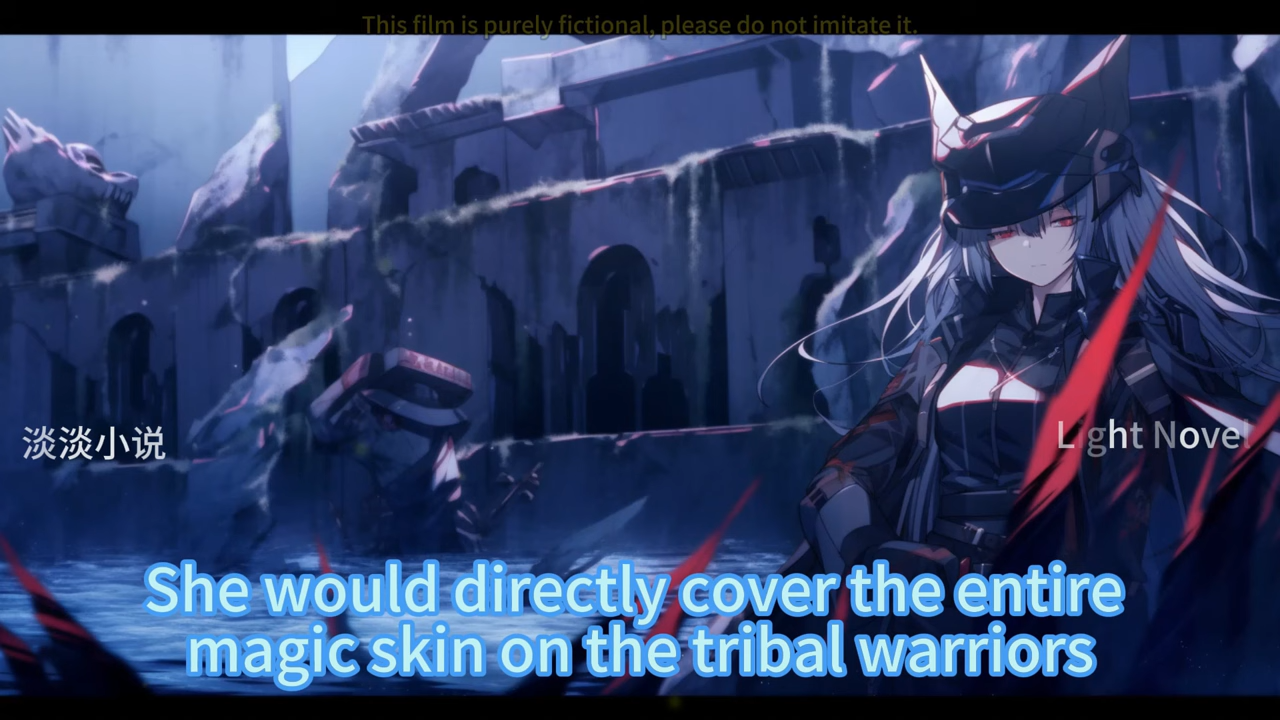 This film is purely fictional, please do not imitate it.
淡淡小说
Light Novel
She would directly cover the entire
magic skin on the tribal warriors